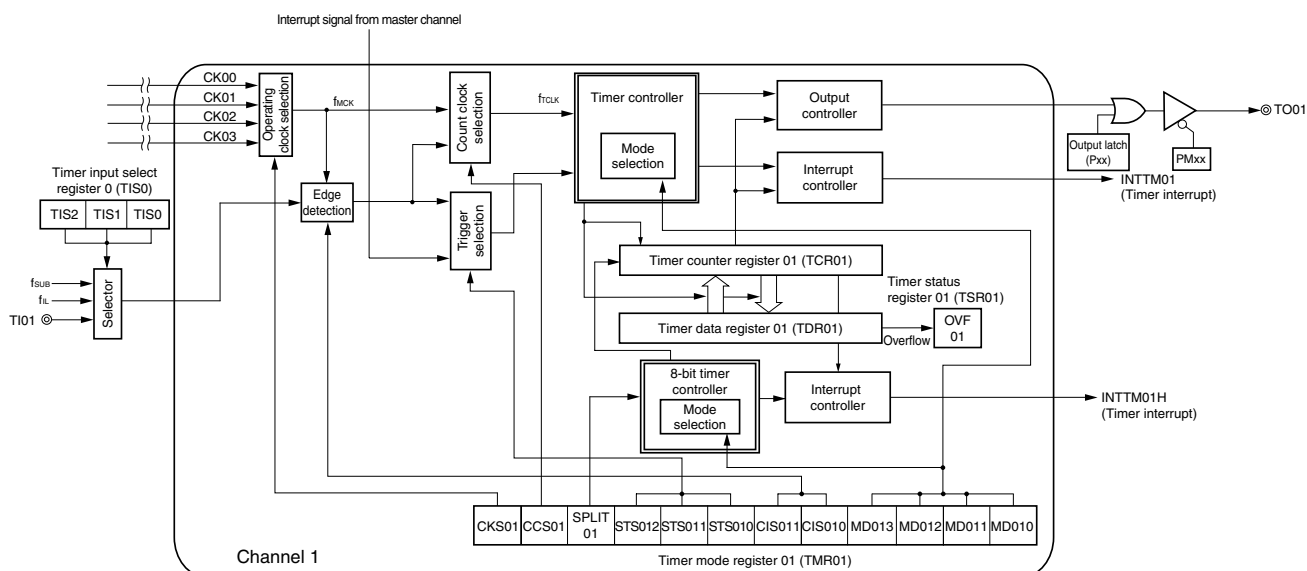 Interrupt signal from master channel
CK00
CK01
CK02
CK03
Operating
clock selection
fMCK
Count clock
selection
fTCLK
Timer controller
Mode
selection
Output
controller
Output latch
(Pxx)
PMxx
TO01
Interrupt
controller
INTTM01
(Timer interrupt)
Timer input select
register 0 (TIS0)
TIS2
TIS1
TIS0
Edge
detection
Trigger
selection
fSUB
fIL
TI01
Selector
Timer counter register 01 (TCR01)
Timer status
register 01 (TSR01)
Timer data register 01 (TDR01)
Overflow
OVF
01
8-bit timer
controller
Mode
selection
Interrupt
controller
INTTM01H
(Timer interrupt)
CKS01
CCS01
SPLIT
01
STS012
STS011
STS010
CIS011
CIS010
MD013
MD012
MD011
MD010
Channel 1
Timer mode register 01 (TMR01)